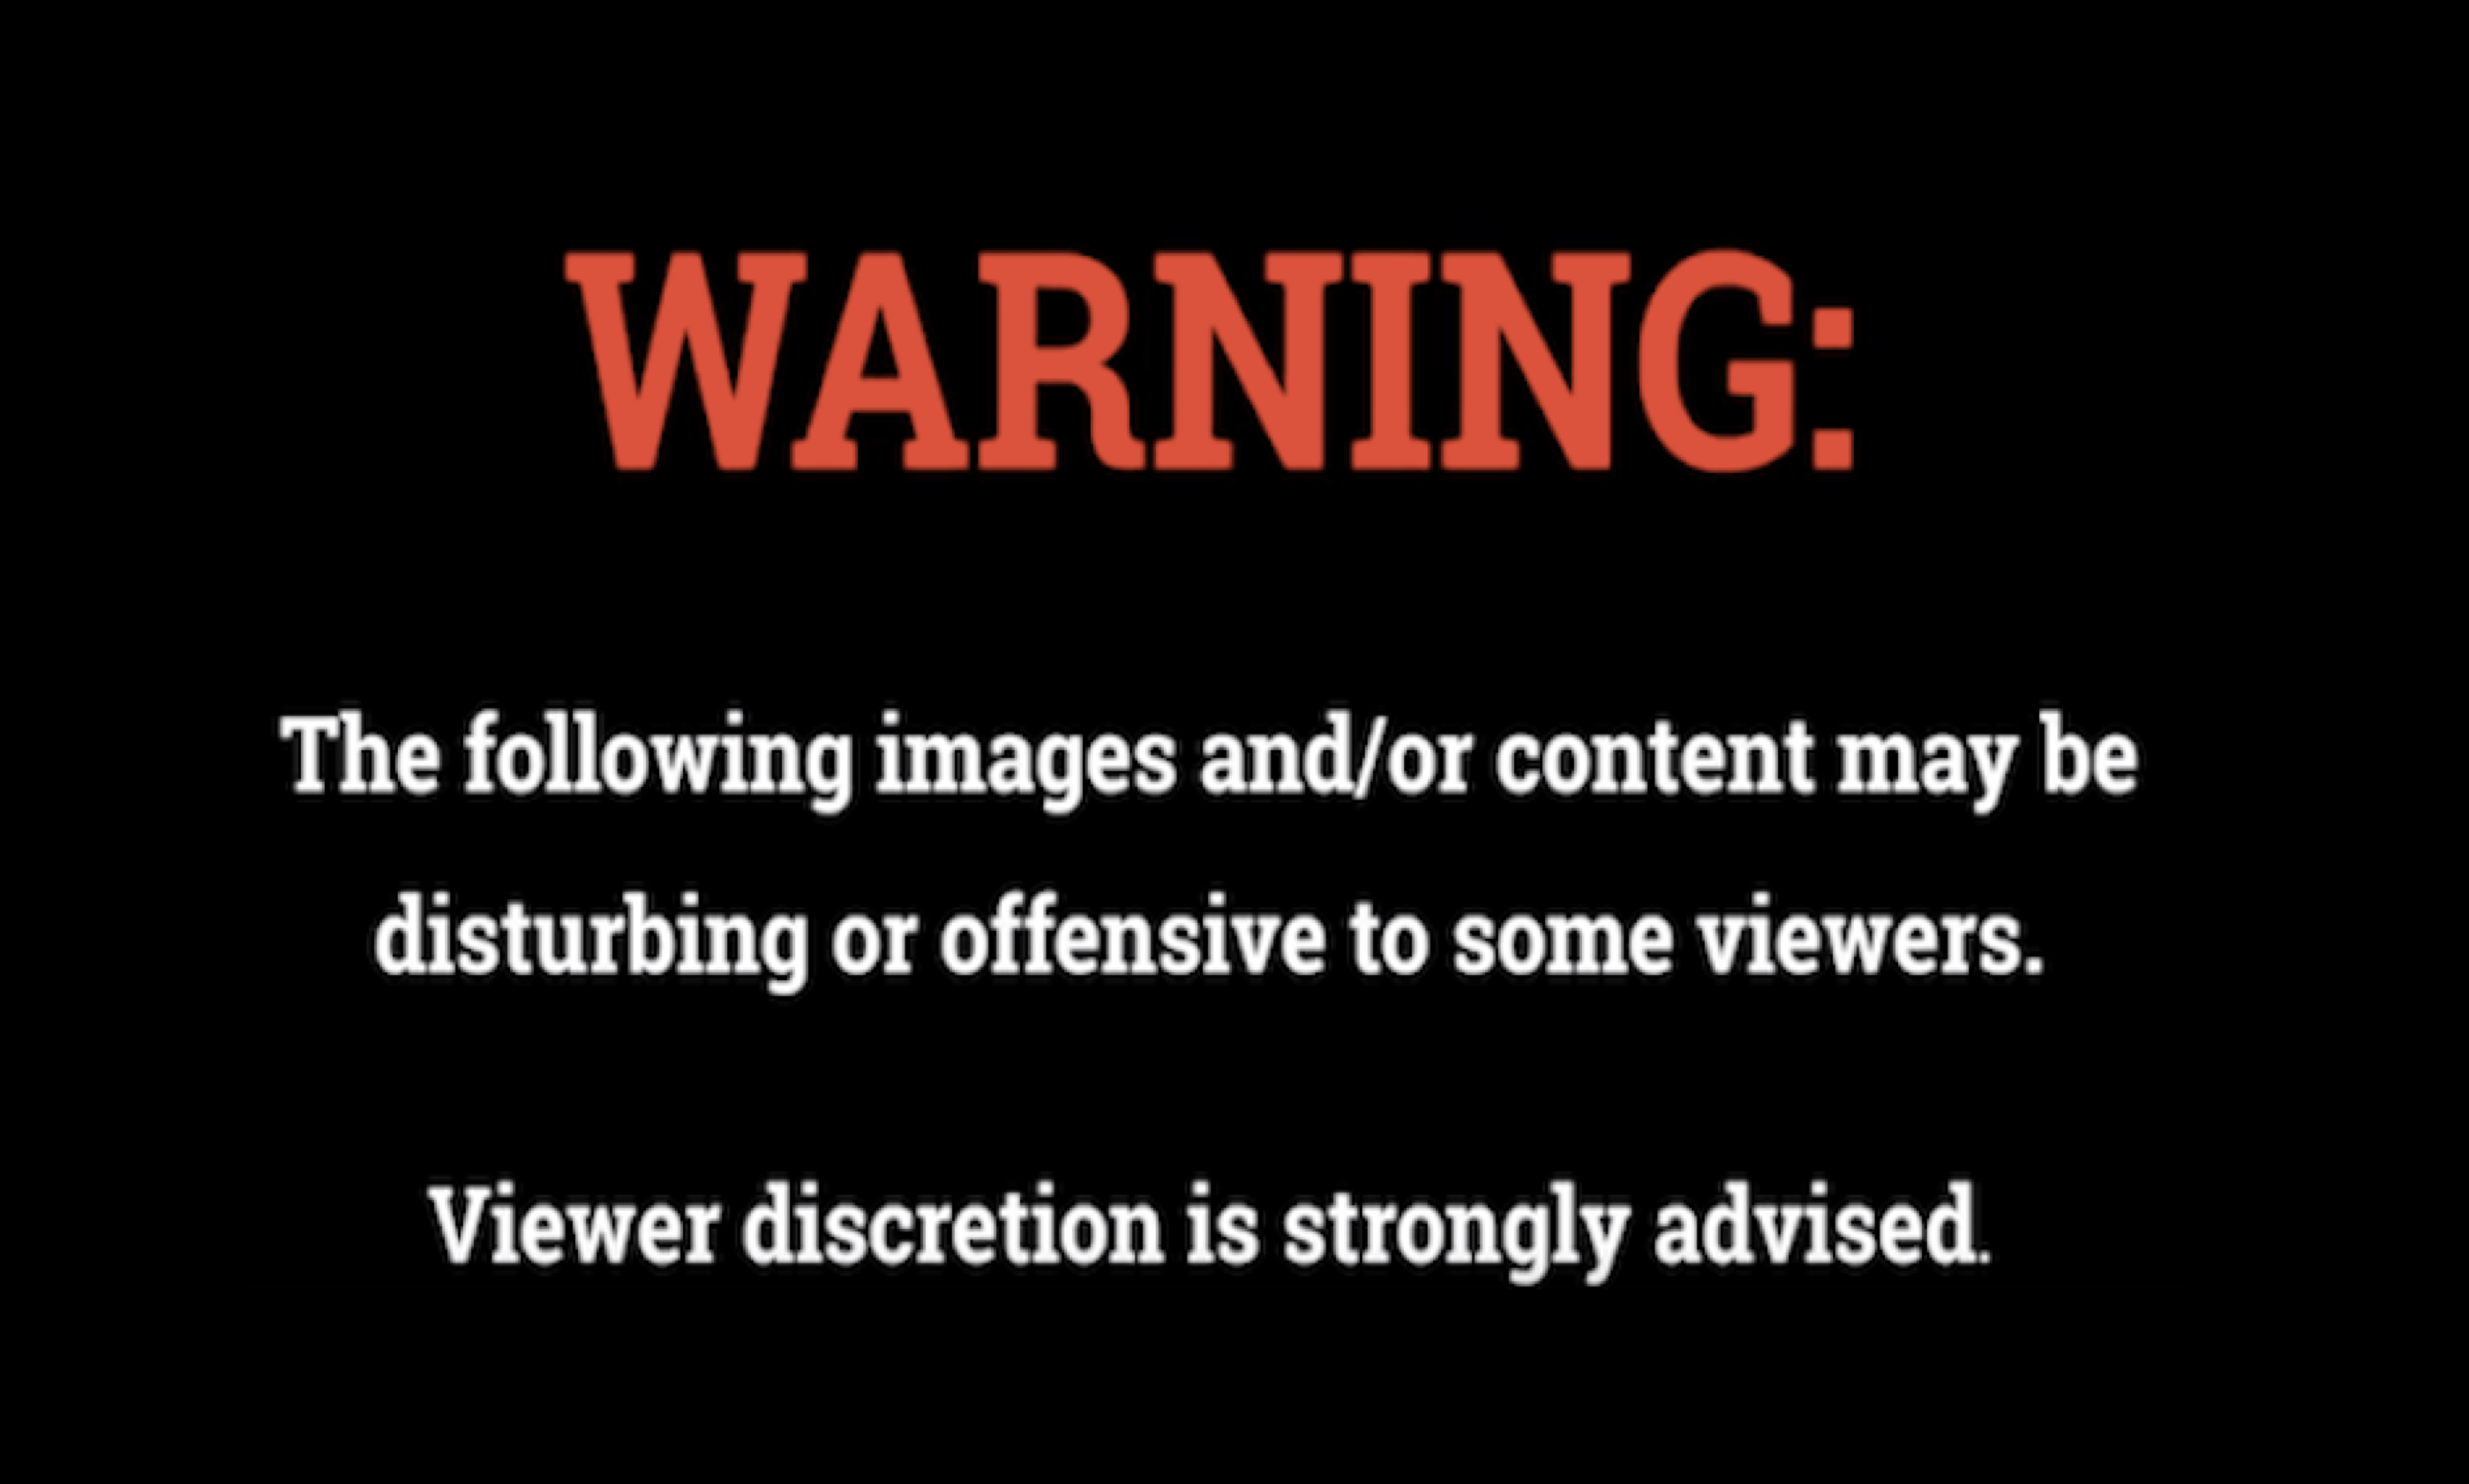 WARNING:
The following images and/or content may be
disturbing or offensive to some viewers.
Viewer discretion is strongly advised.